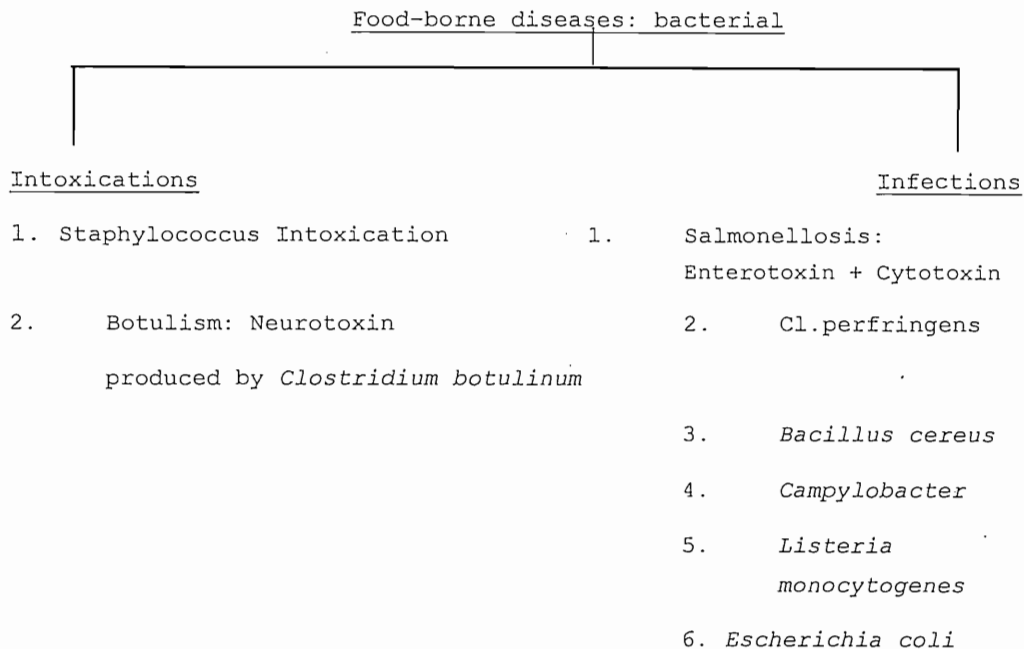 Food-borne diseases: bacterial
Intoxications
1. Staphylococcus Intoxication
2. Botulism: Neurotoxin
produced by Clostridium botulinum
Infections
1. Salmonellosis:
Enterotoxin + Cytotoxin
2. Cl.perfringens
3. Bacillus cereus
4. Campylobacter
5. Listeria
monocytogenes
6. Escherichia coli